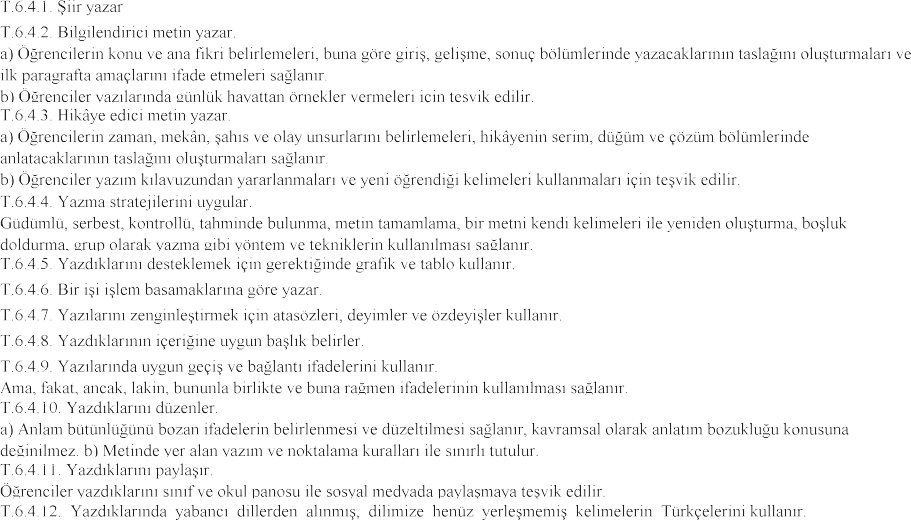 T.6.4.1. Şiir yazar
T.6.4.2. Bilgilendirici metin yazar.
a) Öğrencilerin konu ve ana fikri belirlemeleri, buna göre giriş, gelişme, sonuç bölümlerinde yazacaklarının taslağını oluşturmaları ve
ilk paragrafta amaçlarını ifade etmeleri sağlanır.
b) Öğrenciler yazılarında günlük hayattan örnekler vermeleri için teşvik edilir.
T.6.4.3. Hikâye edici metin yazar.
a) Öğrencilerin zaman, mekân, şahıs ve olay unsurlarını belirlemeleri, hikâyenin serim, düğüm ve çözüm bölümlerinde
anlatacaklarının taslağını oluşturmaları sağlanır.
b) Öğrenciler yazım kılavuzundan yararlanmaları ve yeni öğrendiği kelimeleri kullanmaları için teşvik edilir.
T.6.4.4. Yazma stratejilerini uygular.
Güdümlü, serbest, kontrollü, tahminde bulunma, metin tamamlama, bir metni kendi kelimeleri ile yeniden oluşturma, boşluk
doldurma, grup olarak yazma gibi yöntem ve tekniklerin kullanılması sağlanır.
T.6.4.5. Yazdıklarını desteklemek için gerektiğinde grafik ve tablo kullanır.
T.6.4.6. Bir işi işlem basamaklarına göre yazar.
T.6.4.7. Yazılarını zenginleştirmek için atasözleri, deyimler ve özdeyişler kullanır.
T.6.4.8. Yazdıklarının içeriğine uygun başlık belirler.
T.6.4.9. Yazılarında uygun geçiş ve bağlantı ifadelerini kullanır.
Ama, fakat, ancak, lakin, bununla birlikte ve buna rağmen ifadelerinin kullanılması sağlanır.
T.6.4.10. Yazdıklarını düzenler.
a) Anlam bütünlüğünü bozan ifadelerin belirlenmesi ve düzeltilmesi sağlanır, kavramsal olarak anlatım bozukluğu konusuna
değinilmez. b) Metinde yer alan yazım ve noktalama kuralları ile sınırlı tutulur.
T.6.4.11. Yazdıklarını paylaşır.
Öğrenciler yazdıklarını sınıf ve okul panosu ile sosyal medyada paylaşmaya teşvik edilir.
T.6.4.12. Yazdıklarında yabancı dillerden alınmış, dilimize henüz yerleşmemiş kelimelerin Türkçelerini kullanır.